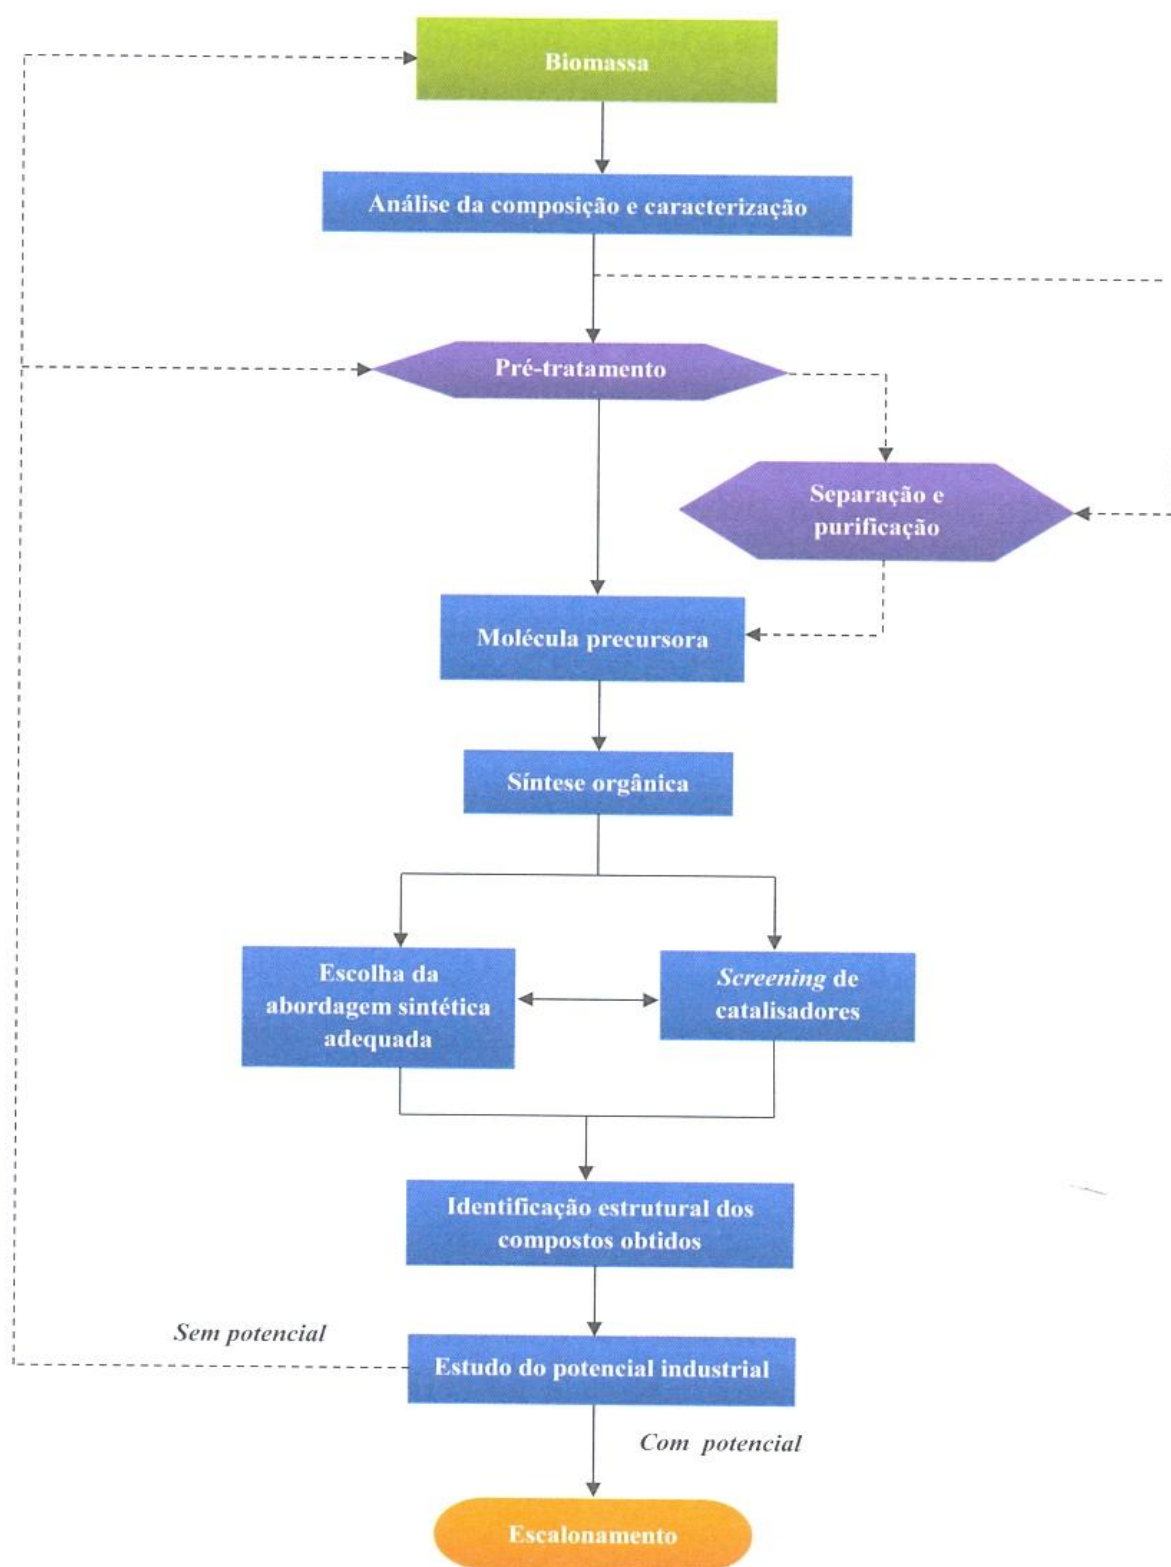 Biomassa
Análise da composição e caracterização
Pré-tratamento
Separação e
purificação
Molécula precursora
Síntese orgânica
Escolha da
abordagem sintética
adequada
Screening de
catalisadores
Identificação estrutural dos
compostos obtidos
Sem potencial
Estudo do potencial industrial
Com potencial
Escalonamento